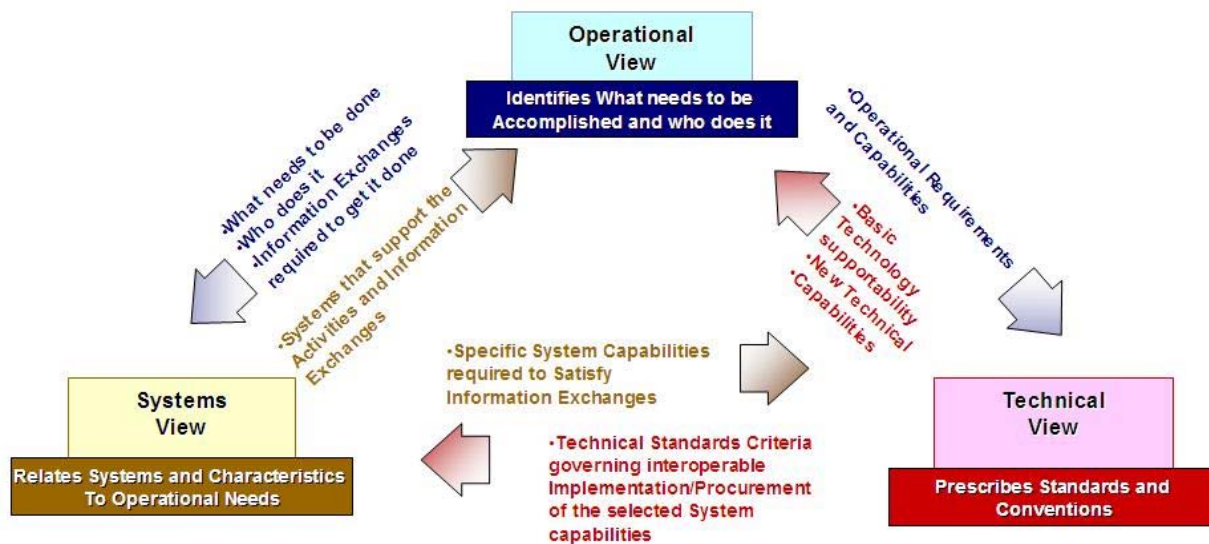 Operational
View
Identifies What needs to be
Accomplished and who does it
•What needs to be done
•Who does it
•Information Exchanges
required to get it done
•Systems that support the
Activities and Information
Exchanges
•Operational Requirements
and Capabilities
•Basic
Technology
supportability
•New Technical
•Capabilities
•Specific System Capabilities
required to Satisfy
Information Exchanges
•Technical Standards Criteria
governing interoperable
Implementation/Procurement
of the selected System
capabilities
Systems
View
Relates Systems and Characteristics
To Operational Needs
Technical
View
Prescribes Standards and
Conventions